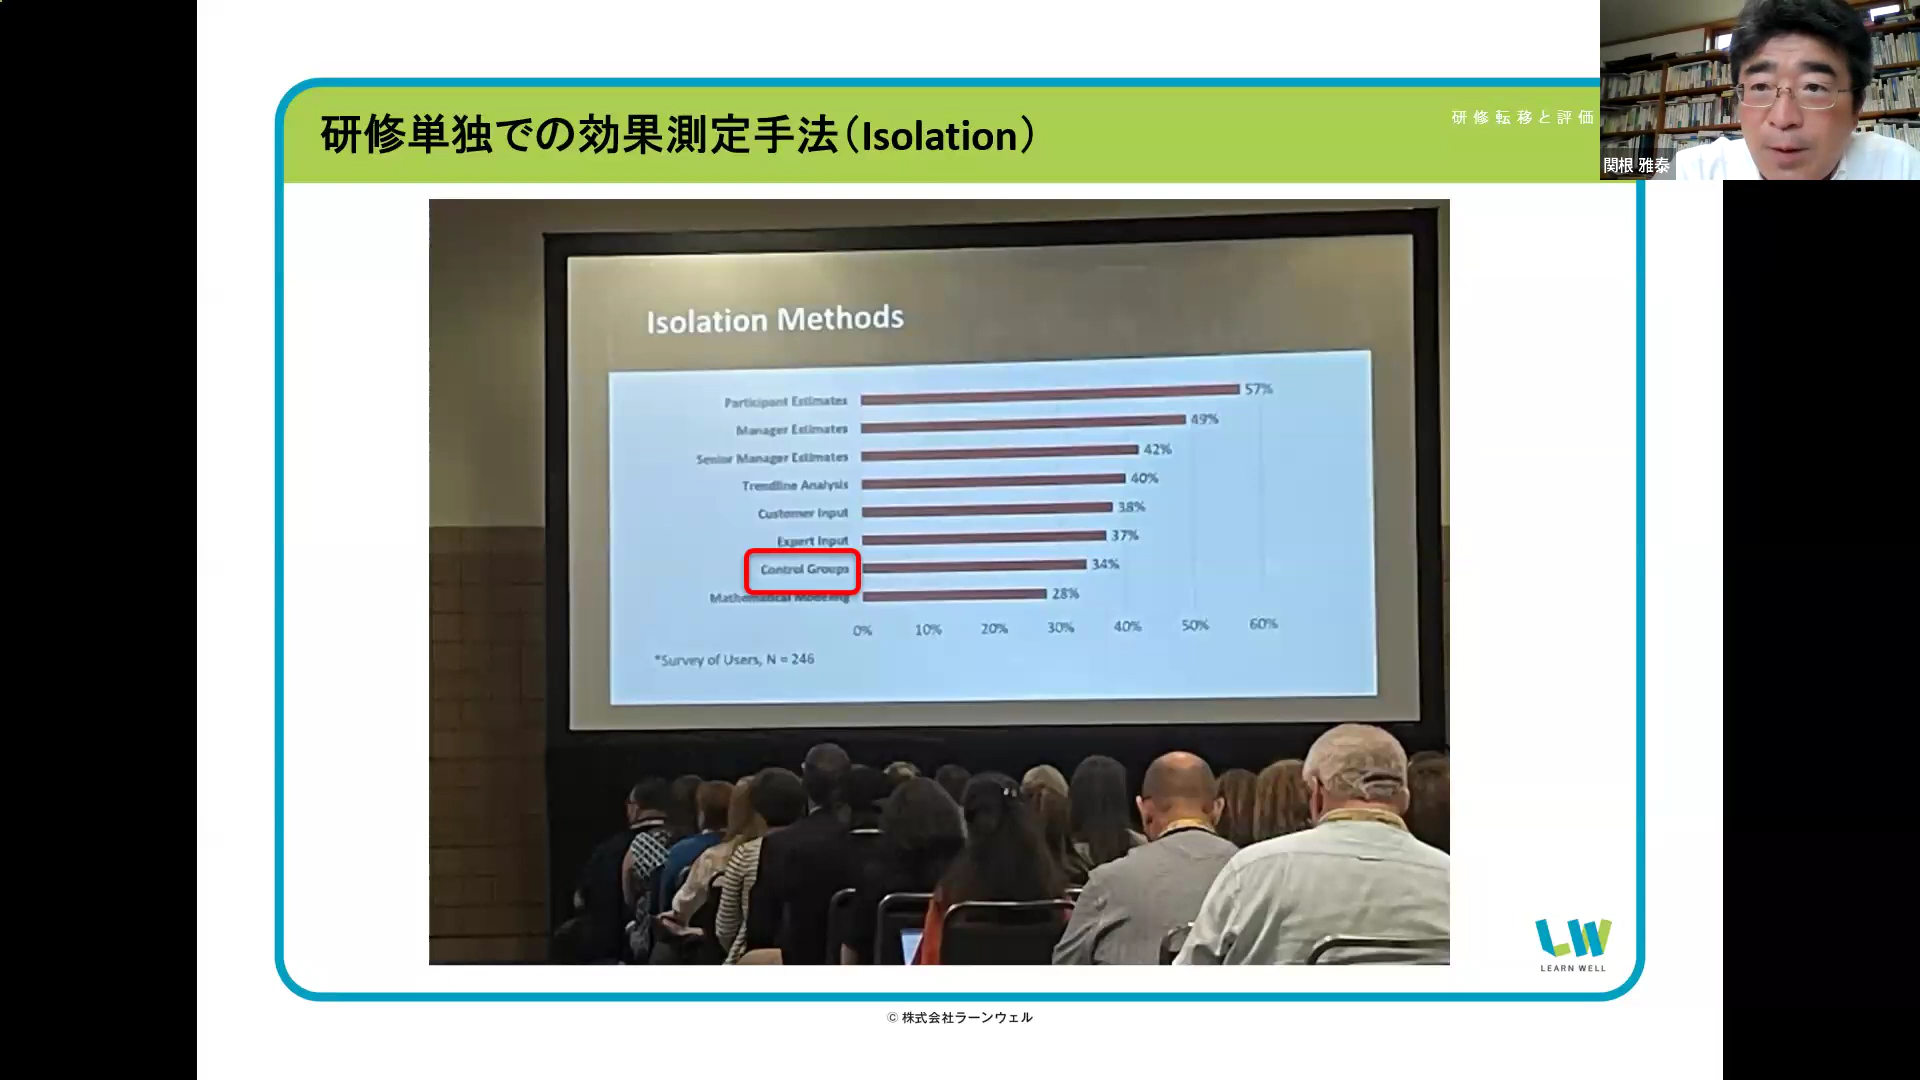 研修単独での効果測定手法(Isolation)
研修転移と評価
関根 雅泰
Isolation Methods
Participant Estimates 57%
Manager Estimates 49%
Senior Manager Estimates 42%
Trendline Analysis 40%
Customer Input 38%
Expert Input 37%
Control Groups 34%
Mathematical Modeling 28%
0% 10% 20% 30% 40% 50% 60%
*Survey of Users, N = 246
LW
LEARN WELL
© 株式会社ラーンウェル